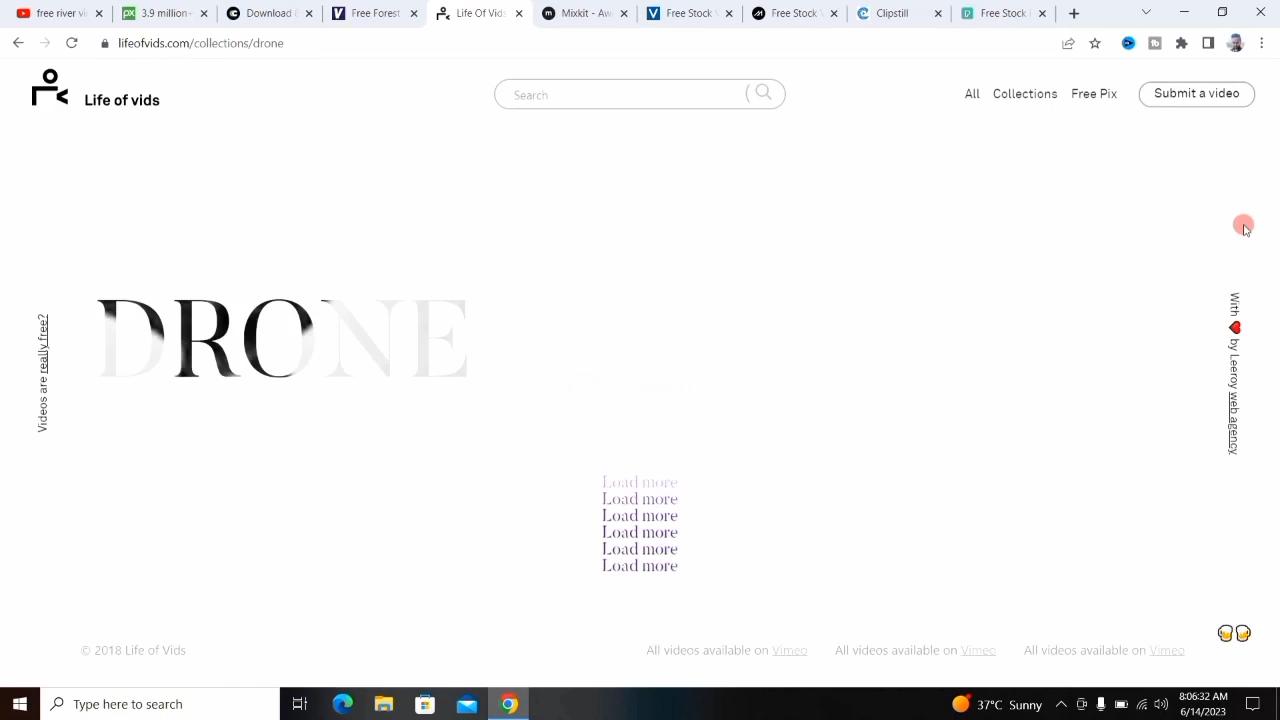 free river vi
3.9 million-
Download
Free Forest
Life Of Vids
Mixkit - Aw
Free Stock
Free Stock
Clipstill
Free Stock
lifeofvids.com/collections/drone
Life of vids
Search
All Collections Free Pix Submit a video
DRONE
Videos are really free?
With ❤ by Leeroy web agency
Load more
Load more
Load more
Load more
Load more
Load more
© 2018 Life of Vids
All videos available on Vimeo All videos available on Vimeo All videos available on Vimeo
Type here to search
37°C Sunny
8:06:32 AM
6/14/2023